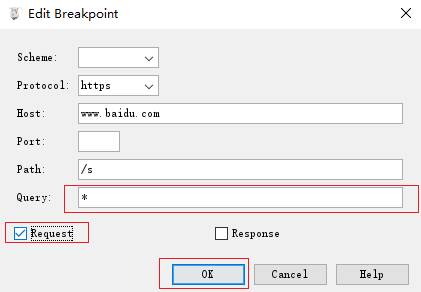 Edit Breakpoint
Scheme:
Protocol: https
Host: www.baidu.com
Port:
Path: /s
Query: *
Request Response
OK Cancel Help